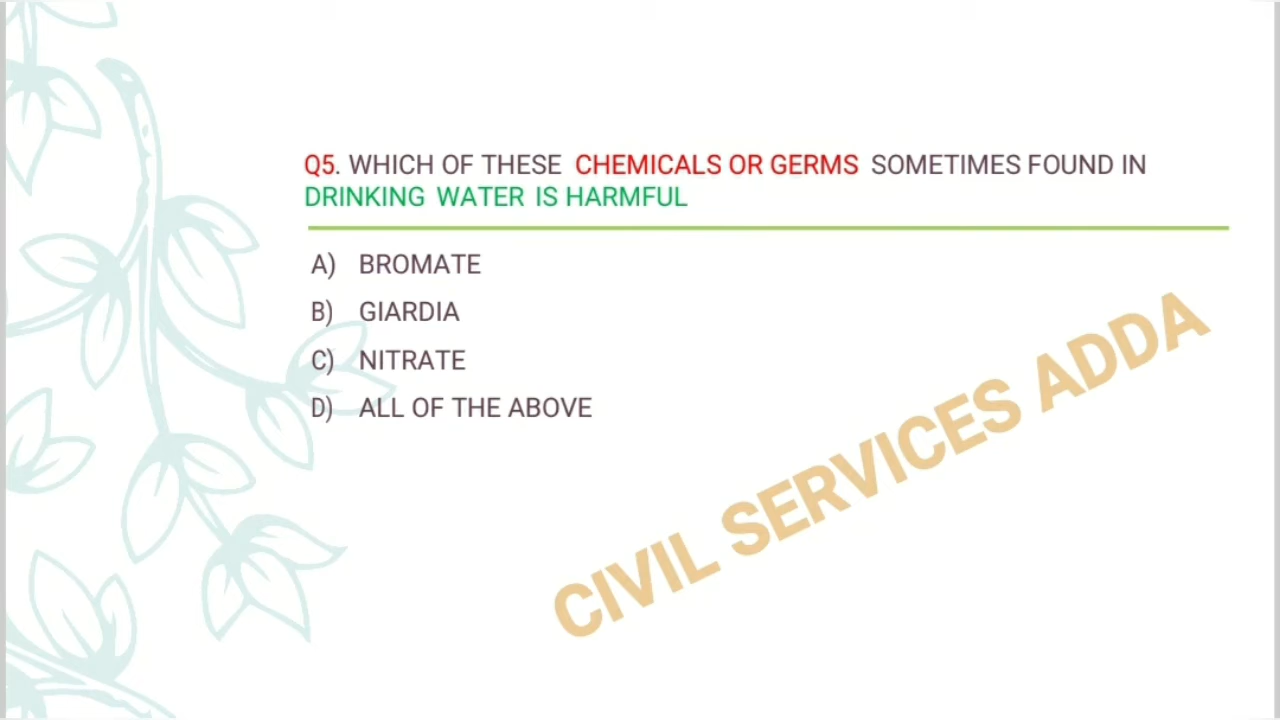 Q5. WHICH OF THESE CHEMICALS OR GERMS SOMETIMES FOUND IN
DRINKING WATER IS HARMFUL
A) BROMATE
B) GIARDIA
C) NITRATE
D) ALL OF THE ABOVE
CIVIL SERVICES ADDA